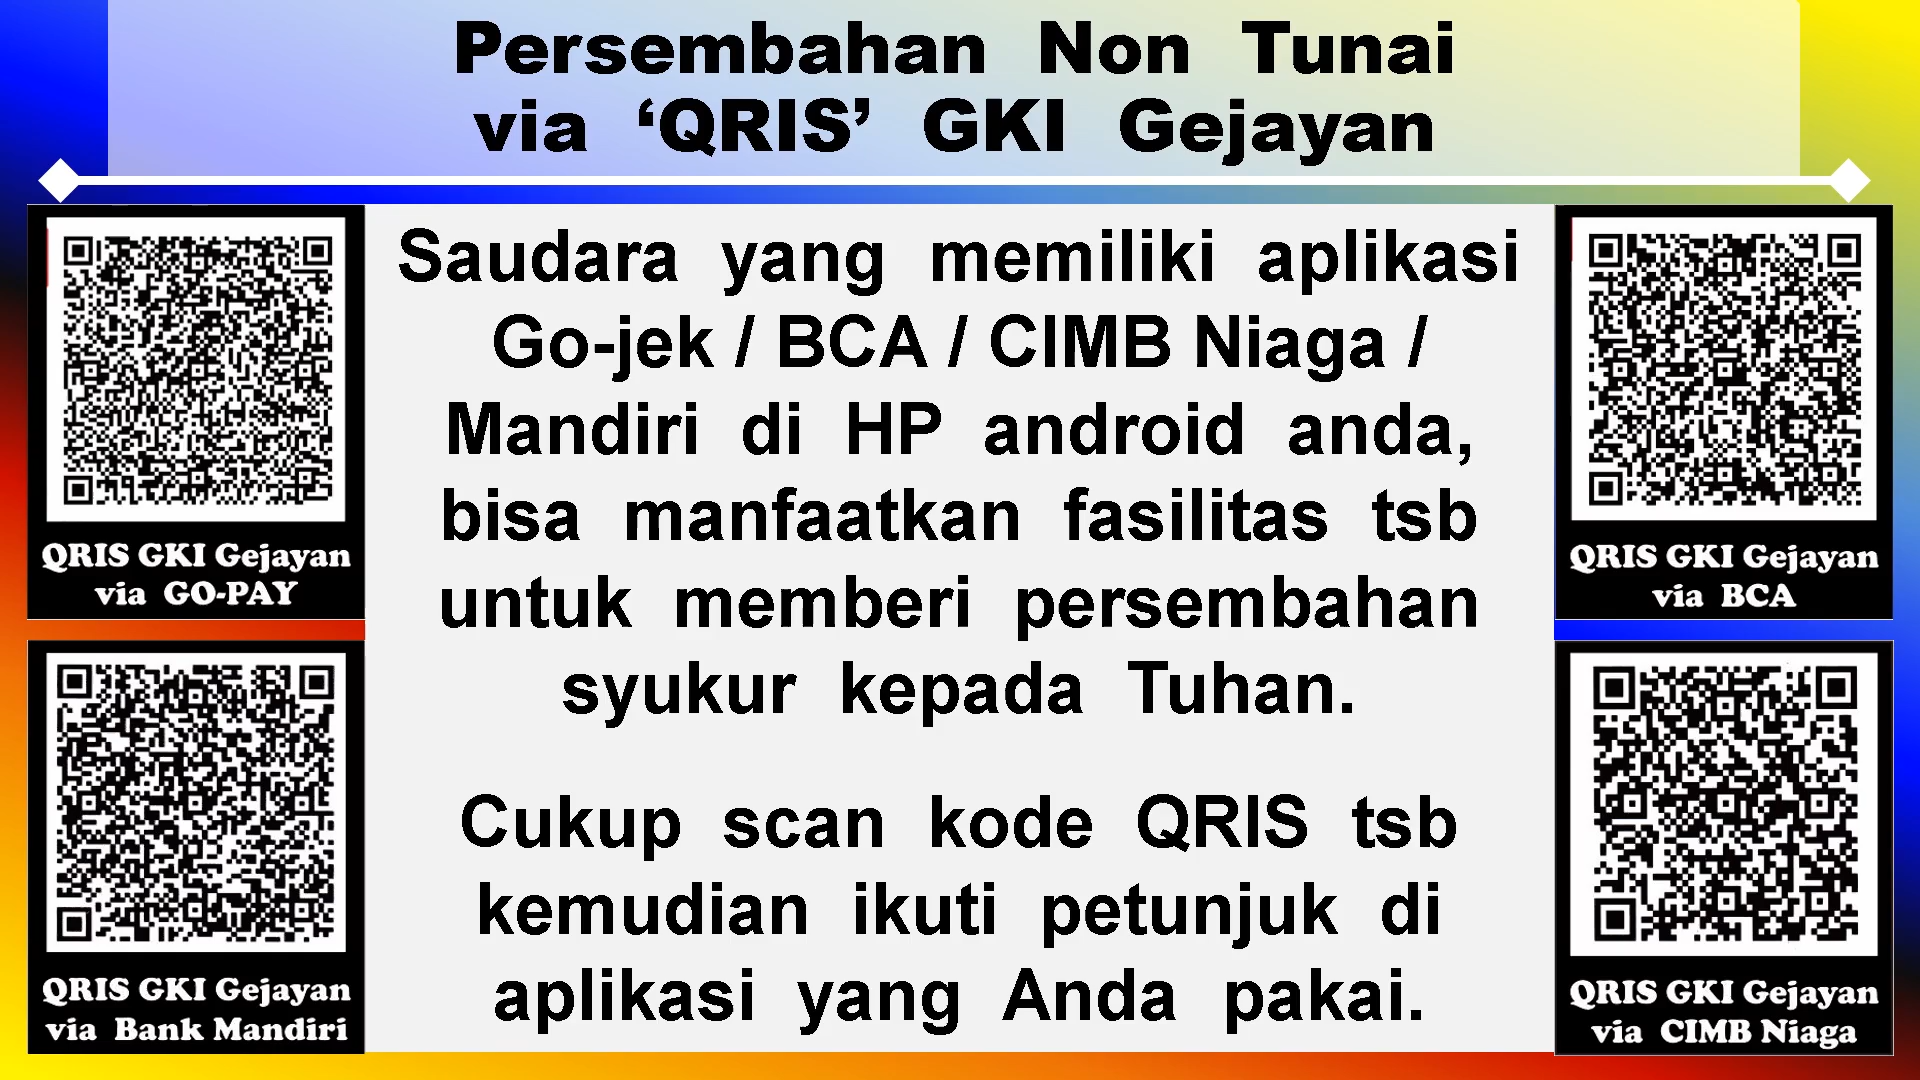 Persembahan Non Tunai
via ‘QRIS’ GKI Gejayan
QRIS GKI Gejayan
via GO-PAY
QRIS GKI Gejayan
via Bank Mandiri
Saudara yang memiliki aplikasi
Go-jek / BCA / CIMB Niaga /
Mandiri di HP android anda,
bisa manfaatkan fasilitas tsb
untuk memberi persembahan
syukur kepada Tuhan.
Cukup scan kode QRIS tsb
kemudian ikuti petunjuk di
aplikasi yang Anda pakai.
QRIS GKI Gejayan
via BCA
QRIS GKI Gejayan
via CIMB Niaga